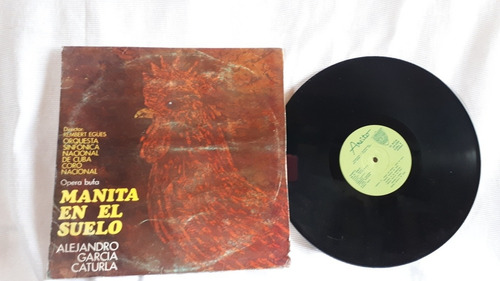 Director
REMBERT EGUES
ORQUESTA
SINFONICA
NACIONAL
DE CUBA
CORO
NACIONAL
Opera bufa
MANITA
EN EL
SUELO
ALEJANDRO
GARCIA
CATURLA
Areito